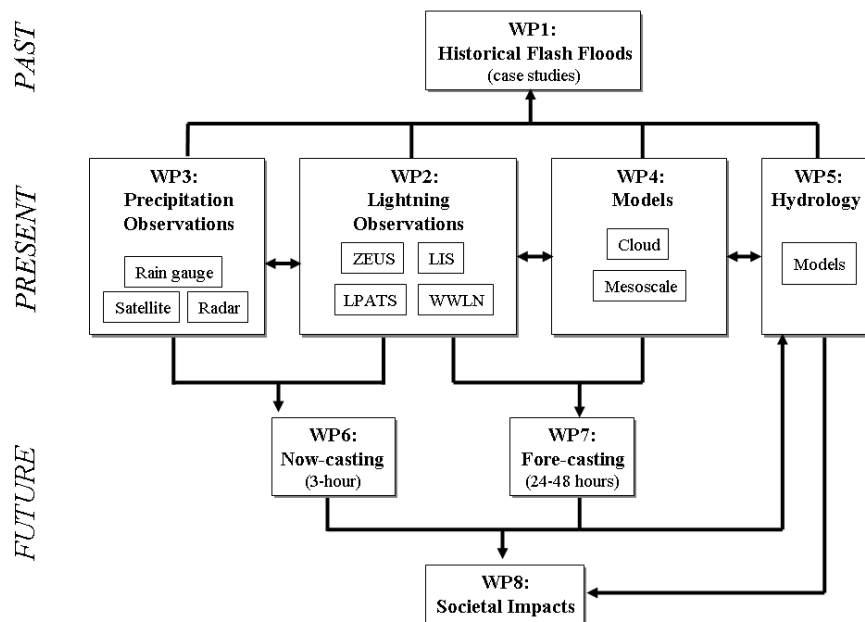 PAST
WP1:
Historical Flash Floods
(case studies)
PRESENT
WP3:
Precipitation
Observations
Rain gauge
Satellite
Radar
WP2:
Lightning
Observations
ZEUS
LIS
LPATS
WWLN
WP4:
Models
Cloud
Mesoscale
WP5:
Hydrology
Models
FUTURE
WP6:
Now-casting
(3-hour)
WP7:
Fore-casting
(24-48 hours)
WP8:
Societal Impacts